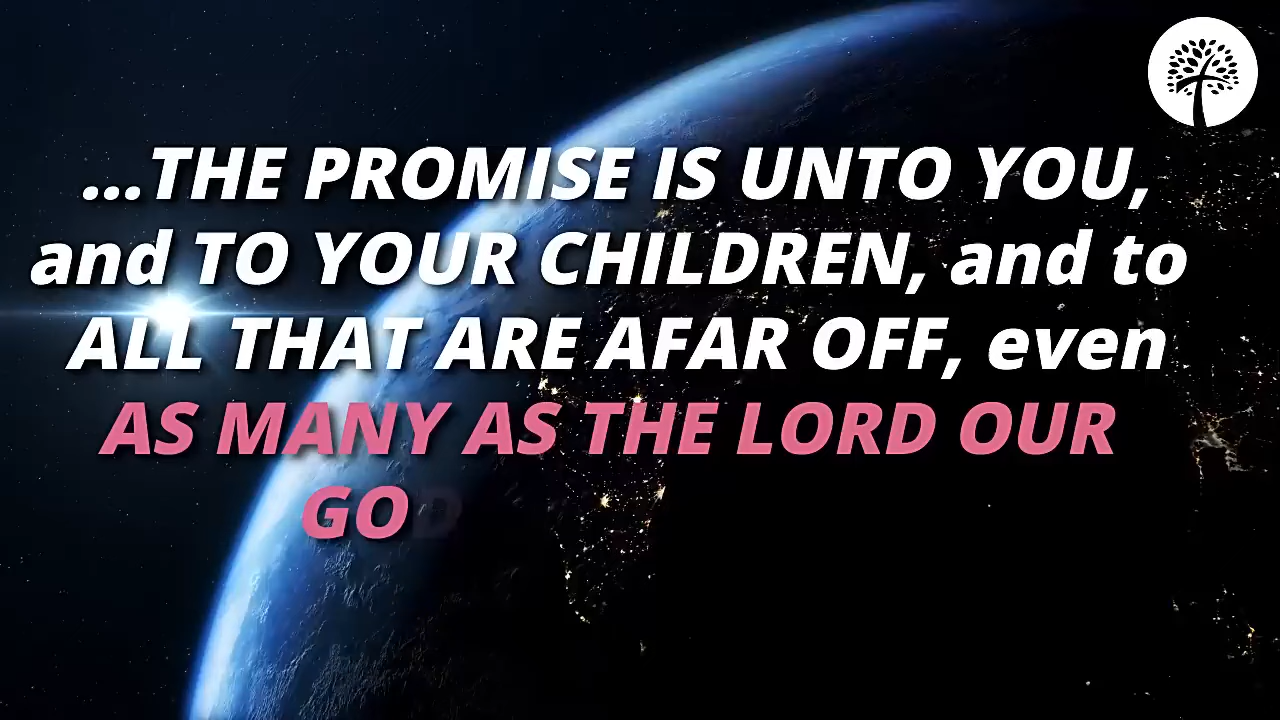 ...THE PROMISE IS UNTO YOU,
and TO YOUR CHILDREN, and to
ALL THAT ARE AFAR OFF, even
AS MANY AS THE LORD OUR
GOD